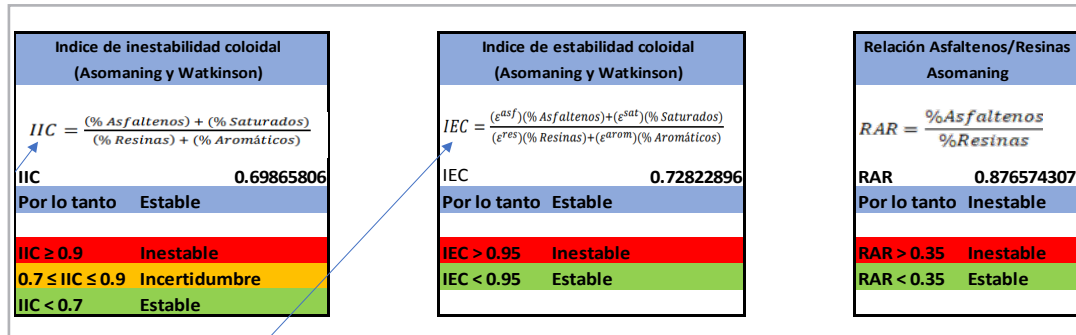 Indice de inestabilidad coloidal
(Asomaning y Watkinson)
IIC = (% Asfaltenos) + (% Saturados) / (% Resinas) + (% Aromáticos)
IIC 0.69865806
Por lo tanto Estable
IIC ≥ 0.9 Inestable
0.7 ≤ IIC ≤ 0.9 Incertidumbre
IIC < 0.7 Estable
Indice de estabilidad coloidal
(Asomaning y Watkinson)
IEC = (ε^asf)(% Asfaltenos)+(ε^sat)(% Saturados) / (ε^res)(% Resinas)+(ε^arom)(% Aromáticos)
IEC 0.72822896
Por lo tanto Estable
IEC > 0.95 Inestable
IEC < 0.95 Estable
Relación Asfaltenos/Resinas
Asomaning
RAR = %Asfaltenos / %Resinas
RAR 0.876574307
Por lo tanto Inestable
RAR > 0.35 Inestable
RAR < 0.35 Estable